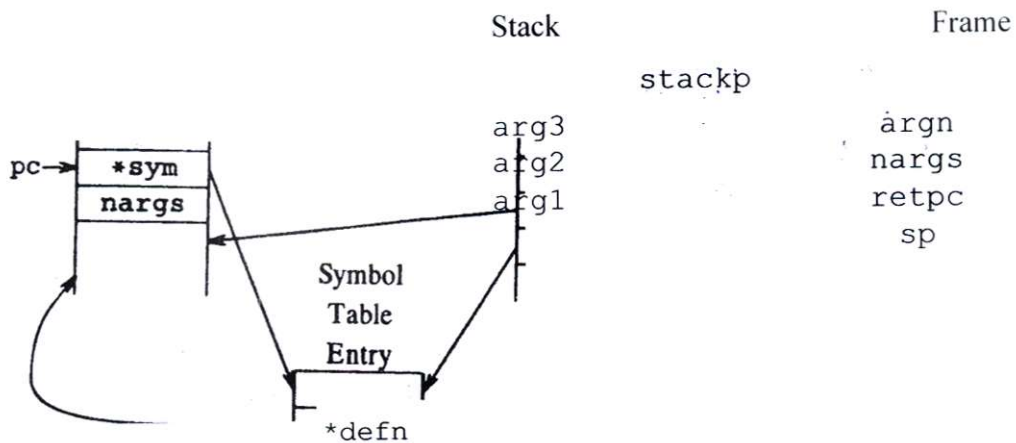 Stack
Frame
stackp
arg3
argn
pc
*sym
arg2
nargs
nargs
arg1
retpc
sp
Symbol
Table
Entry
*defn